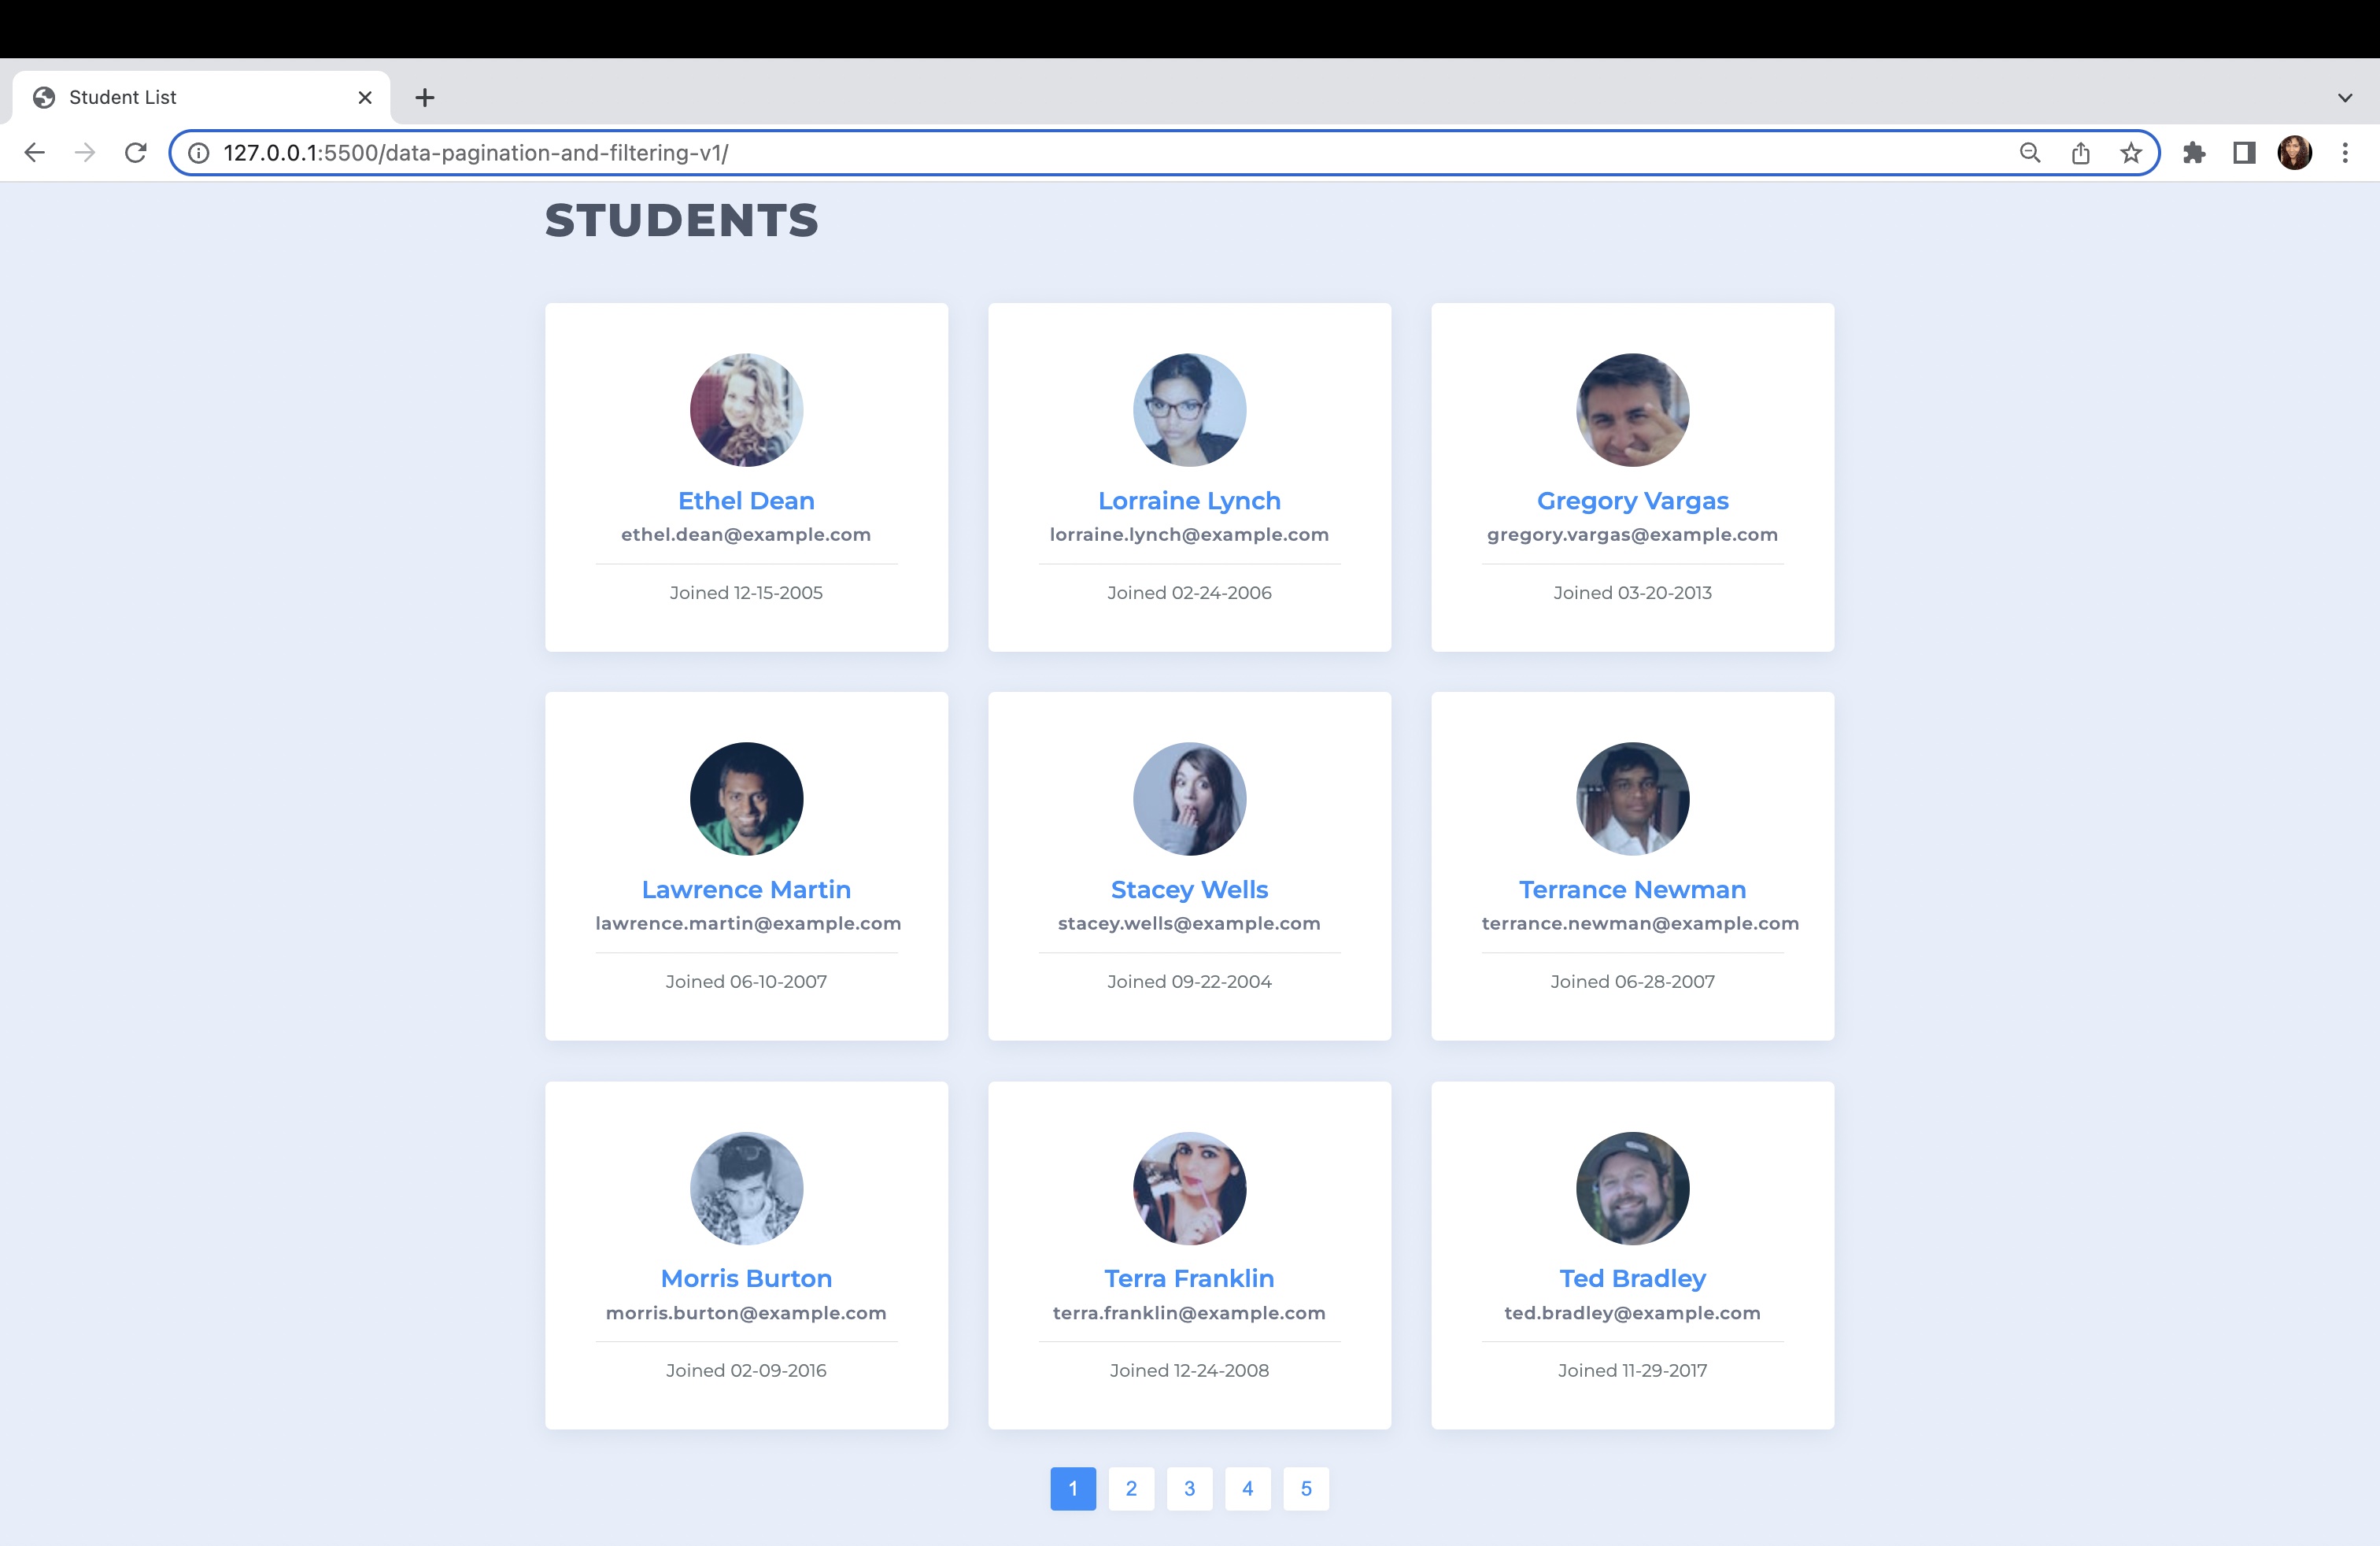 Student List
127.0.0.1:5500/data-pagination-and-filtering-v1/
STUDENTS
Ethel Dean
ethel.dean@example.com
Joined 12-15-2005
Lorraine Lynch
lorraine.lynch@example.com
Joined 02-24-2006
Gregory Vargas
gregory.vargas@example.com
Joined 03-20-2013
Lawrence Martin
lawrence.martin@example.com
Joined 06-10-2007
Stacey Wells
stacey.wells@example.com
Joined 09-22-2004
Terrance Newman
terrance.newman@example.com
Joined 06-28-2007
Morris Burton
morris.burton@example.com
Joined 02-09-2016
Terra Franklin
terra.franklin@example.com
Joined 12-24-2008
Ted Bradley
ted.bradley@example.com
Joined 11-29-2017
1 2 3 4 5